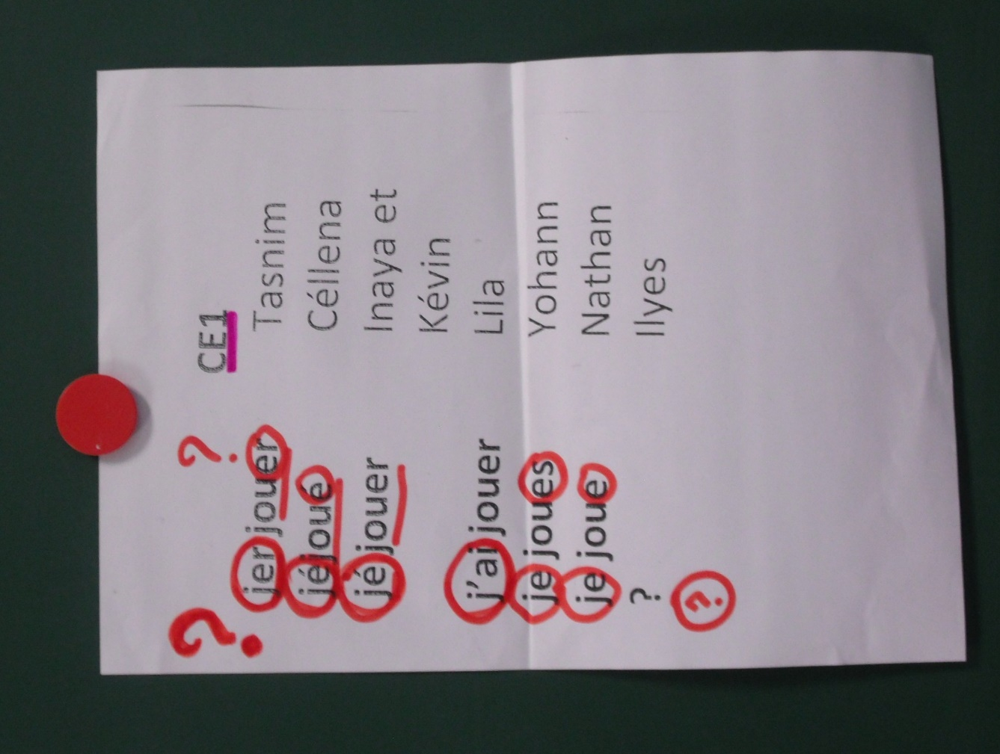 ? ? CE1
jer jouer Tasnim
jéjoué Céllena
jé jouer Inaya et
Kévin
j'ai jouer Lila
je joues Yohann
je joue Nathan
? Ilyes
?